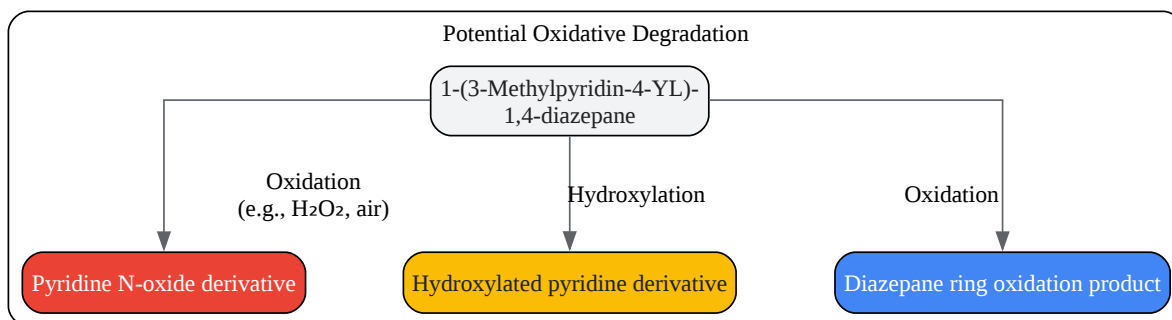 Potential Oxidative Degradation
1-(3-Methylpyridin-4-YL)-
1,4-diazepane
Oxidation
(e.g., H₂O₂, air)
Hydroxylation
Oxidation
Pyridine N-oxide derivative
Hydroxylated pyridine derivative
Diazepane ring oxidation product